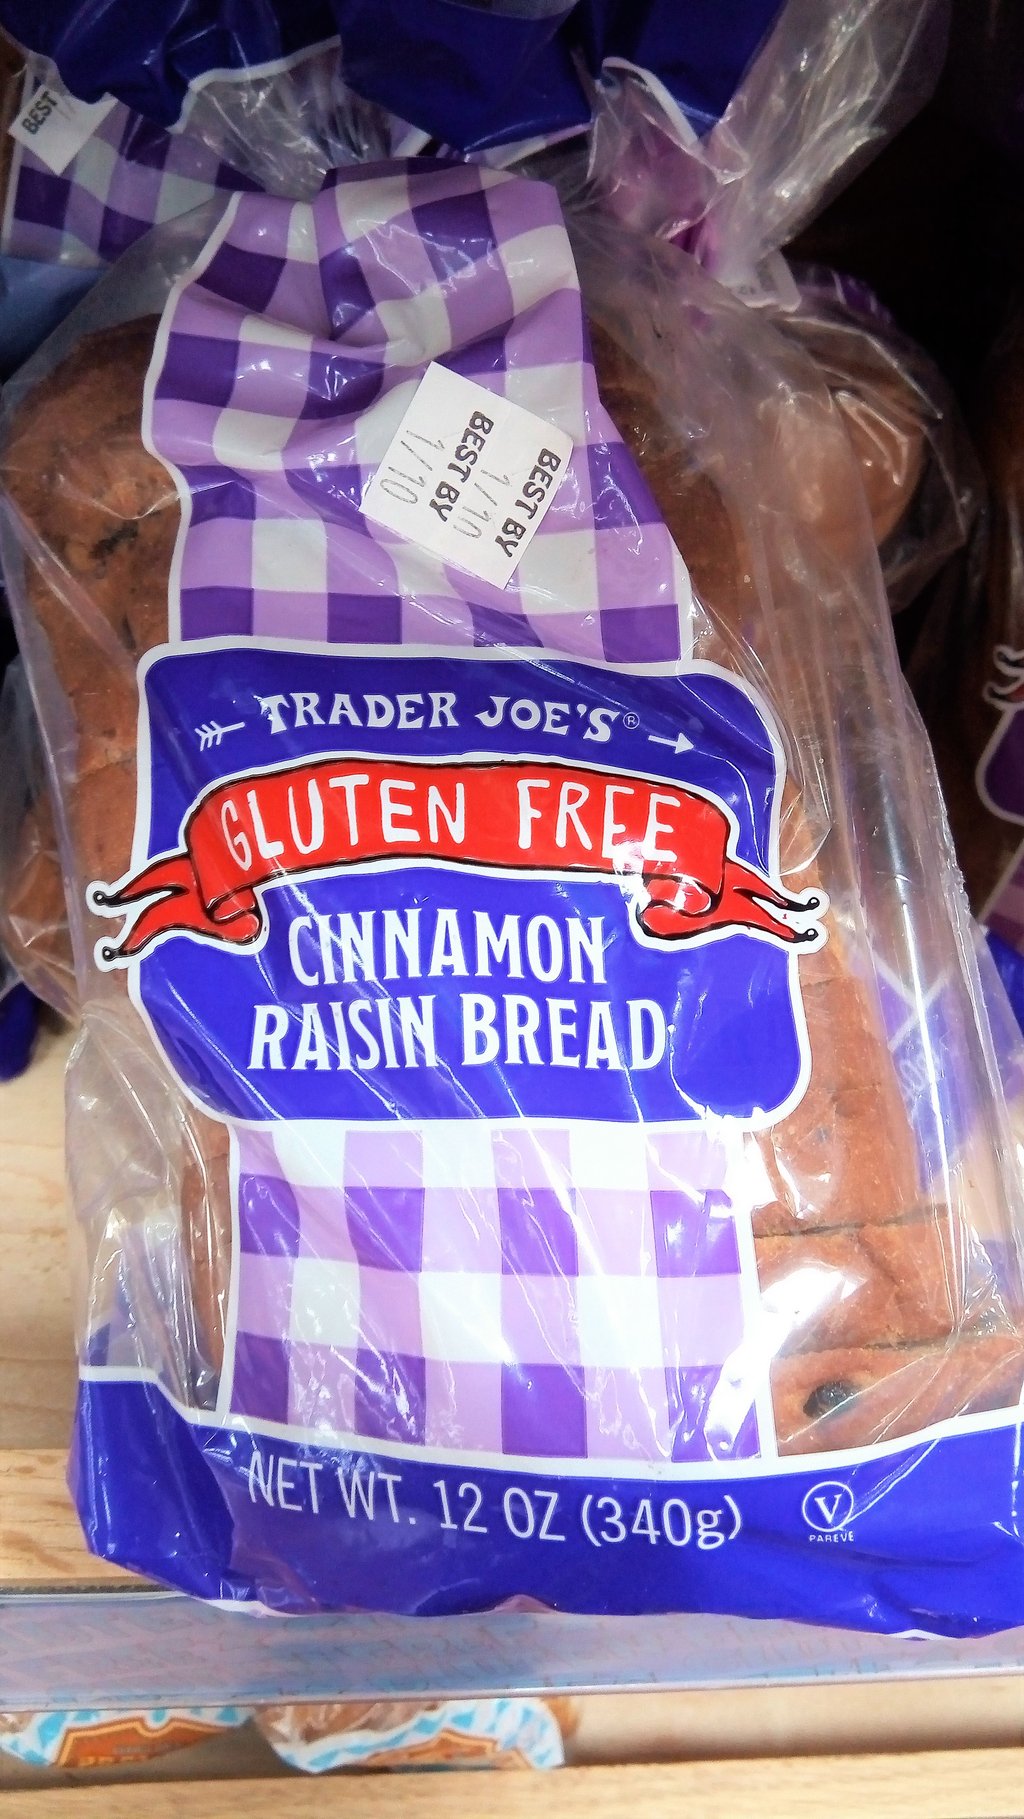 BEST
BEST BY
1/10
BEST BY
1/10
TRADER JOE'S®
GLUTEN FREE
CINNAMON
RAISIN BREAD
NET WT. 12 OZ (340g)
V
PAREVE